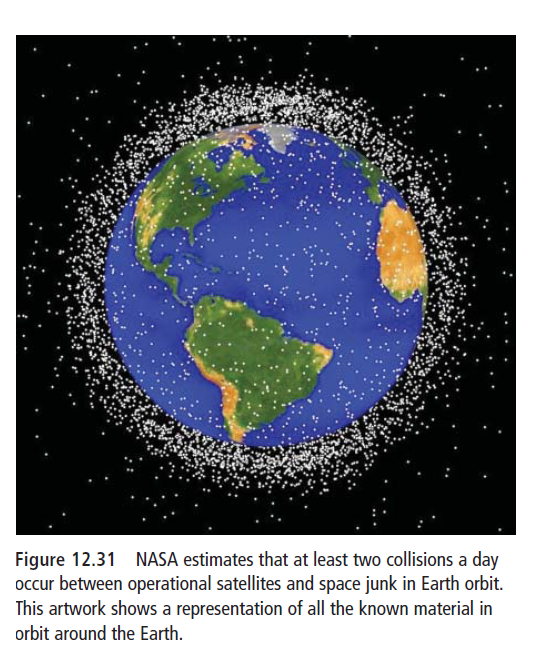 Figure 12.31 NASA estimates that at least two collisions a day
occur between operational satellites and space junk in Earth orbit.
This artwork shows a representation of all the known material in
orbit around the Earth.